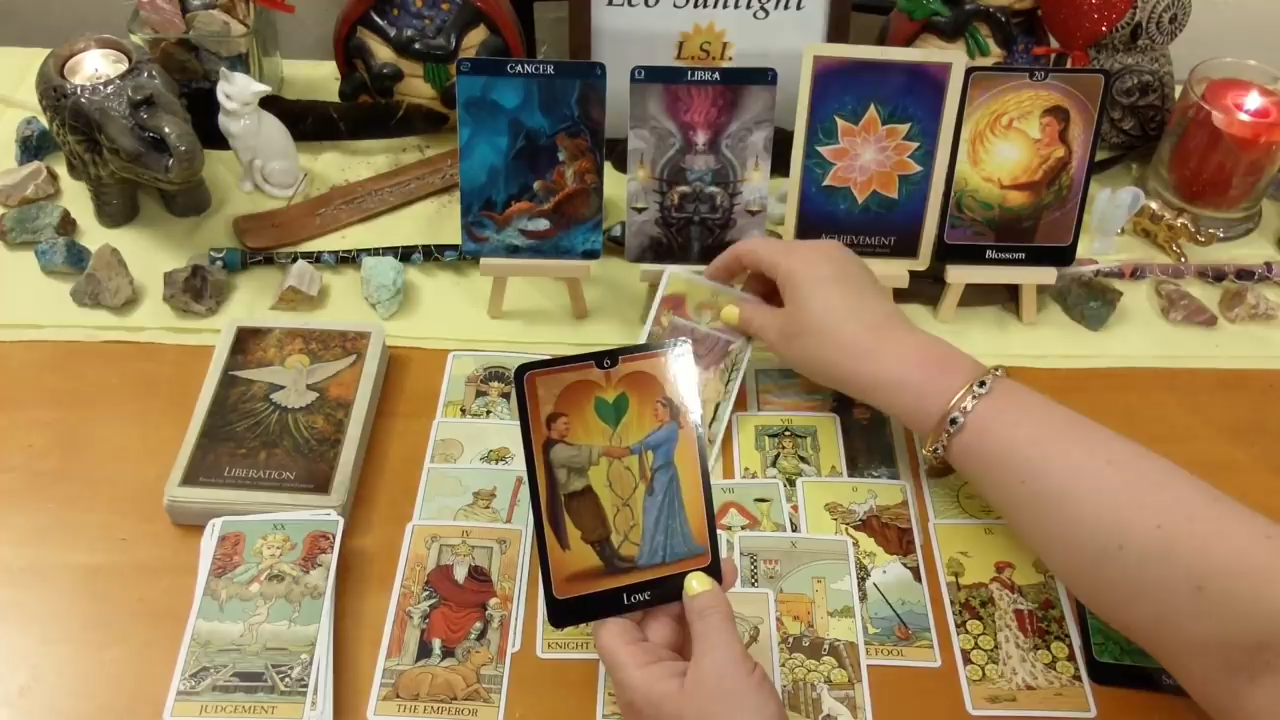 Leo Sunlight
L.S.I.
CANCER
LIBRA
7
20
ACHIEVEMENT
Blossom
6
Love
LIBERATION
VII
VII
0
X
IX
IV
XX
KNIGHT
E FOOL
THE EMPEROR
JUDGEMENT